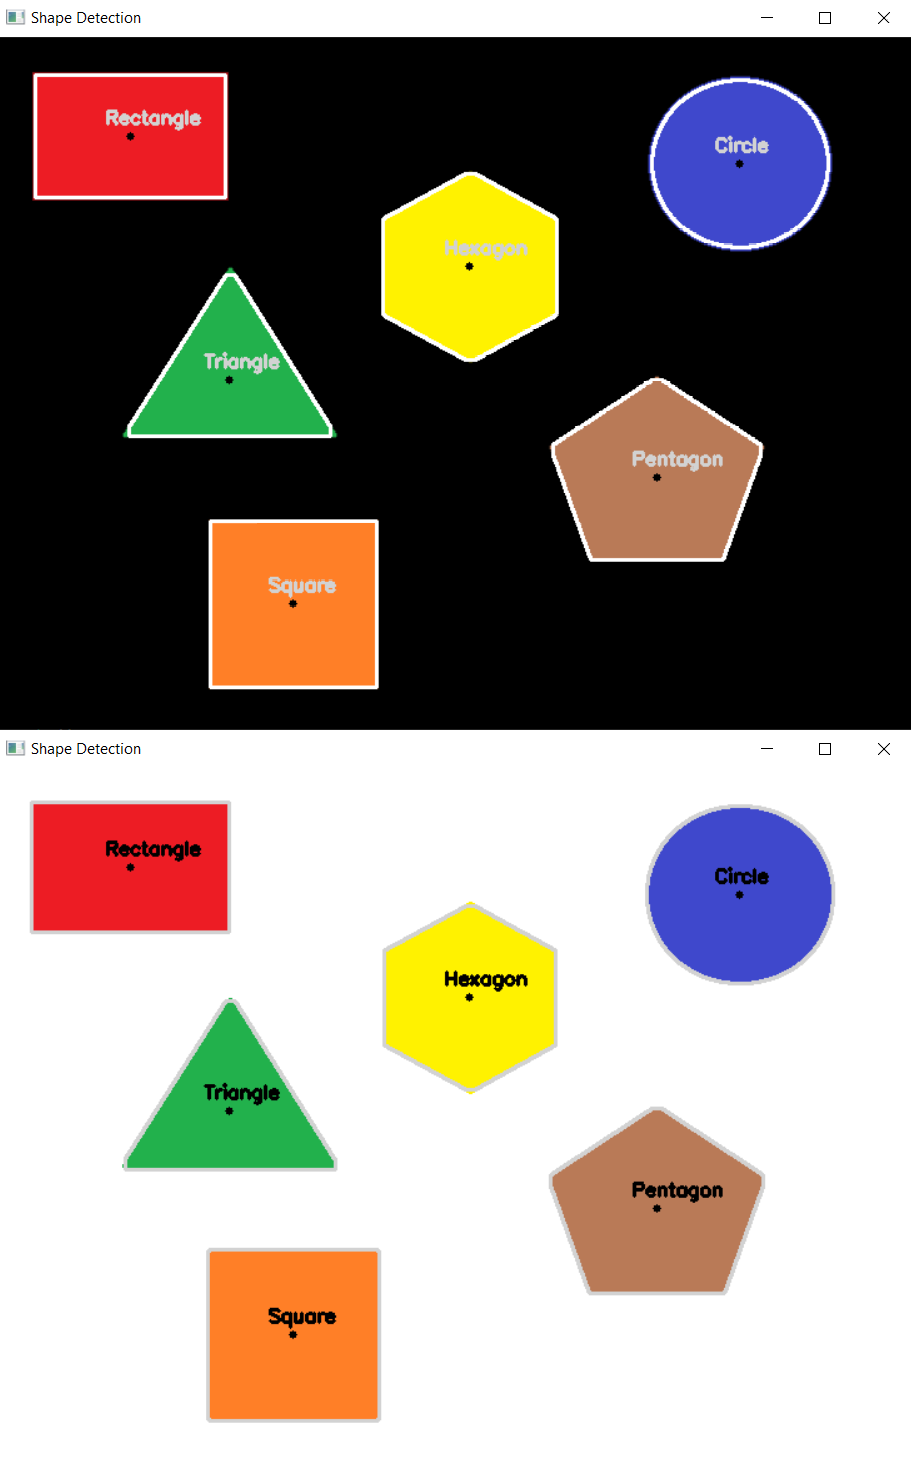 Shape Detection
Rectangle
Circle
Hexagon
Triangle
Pentagon
Square
Shape Detection
Rectangle
Circle
Hexagon
Triangle
Pentagon
Square